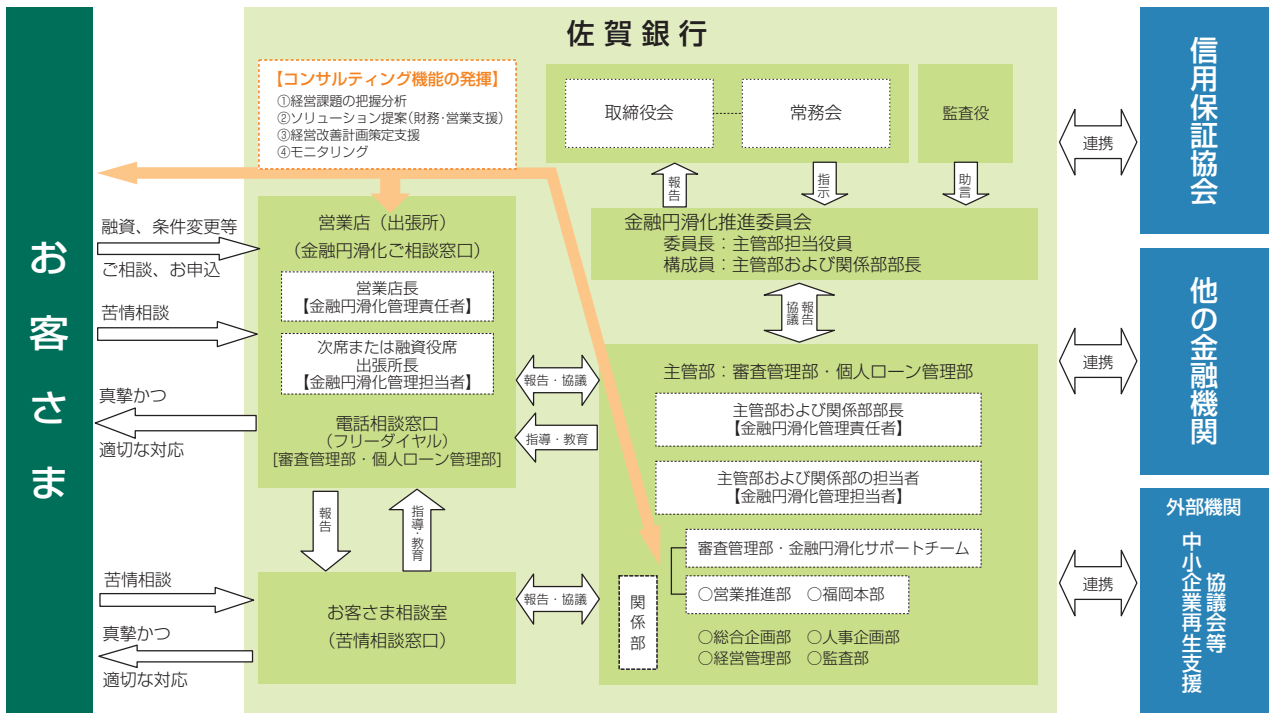 佐賀銀行
お客さま
【コンサルティング機能の発揮】
①経営課題の把握分析
②ソリューション提案(財務・営業支援)
③経営改善計画策定支援
④モニタリング
取締役会
常務会
監査役
報告
指示
助言
金融円滑化推進委員会
委員長：主管部担当役員
構成員：主管部および関係部部長
協議
報告
融資、条件変更等
ご相談、お申込
苦情相談
真摯かつ
適切な対応
営業店（出張所）
（金融円滑化ご相談窓口）
営業店長
【金融円滑化管理責任者】
次席または融資役席
出張所長
【金融円滑化管理担当者】
電話相談窓口
（フリーダイヤル）
[審査管理部・個人ローン管理部]
報告・協議
指導・教育
主管部：審査管理部・個人ローン管理部
主管部および関係部部長
【金融円滑化管理責任者】
主管部および関係部の担当者
【金融円滑化管理担当者】
審査管理部・金融円滑化サポートチーム
関係部
○営業推進部　○福岡本部
○総合企画部　○人事企画部
○経営管理部　○監査部
報告
指導・教育
苦情相談
真摯かつ
適切な対応
お客さま相談室
（苦情相談窓口）
報告・協議
連携
信用保証協会
連携
他の金融機関
連携
外部機関
中小企業再生支援
協議会等